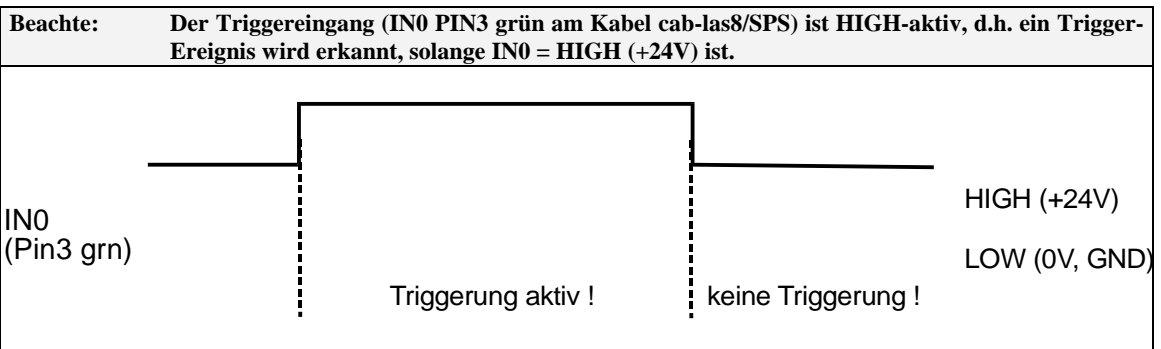 Beachte: Der Triggereingang (IN0 PIN3 grün am Kabel cab-las8/SPS) ist HIGH-aktiv, d.h. ein Trigger-
Ereignis wird erkannt, solange IN0 = HIGH (+24V) ist.
HIGH (+24V)
IN0
(Pin3 grn)
LOW (0V, GND)
Triggerung aktiv !
keine Triggerung !